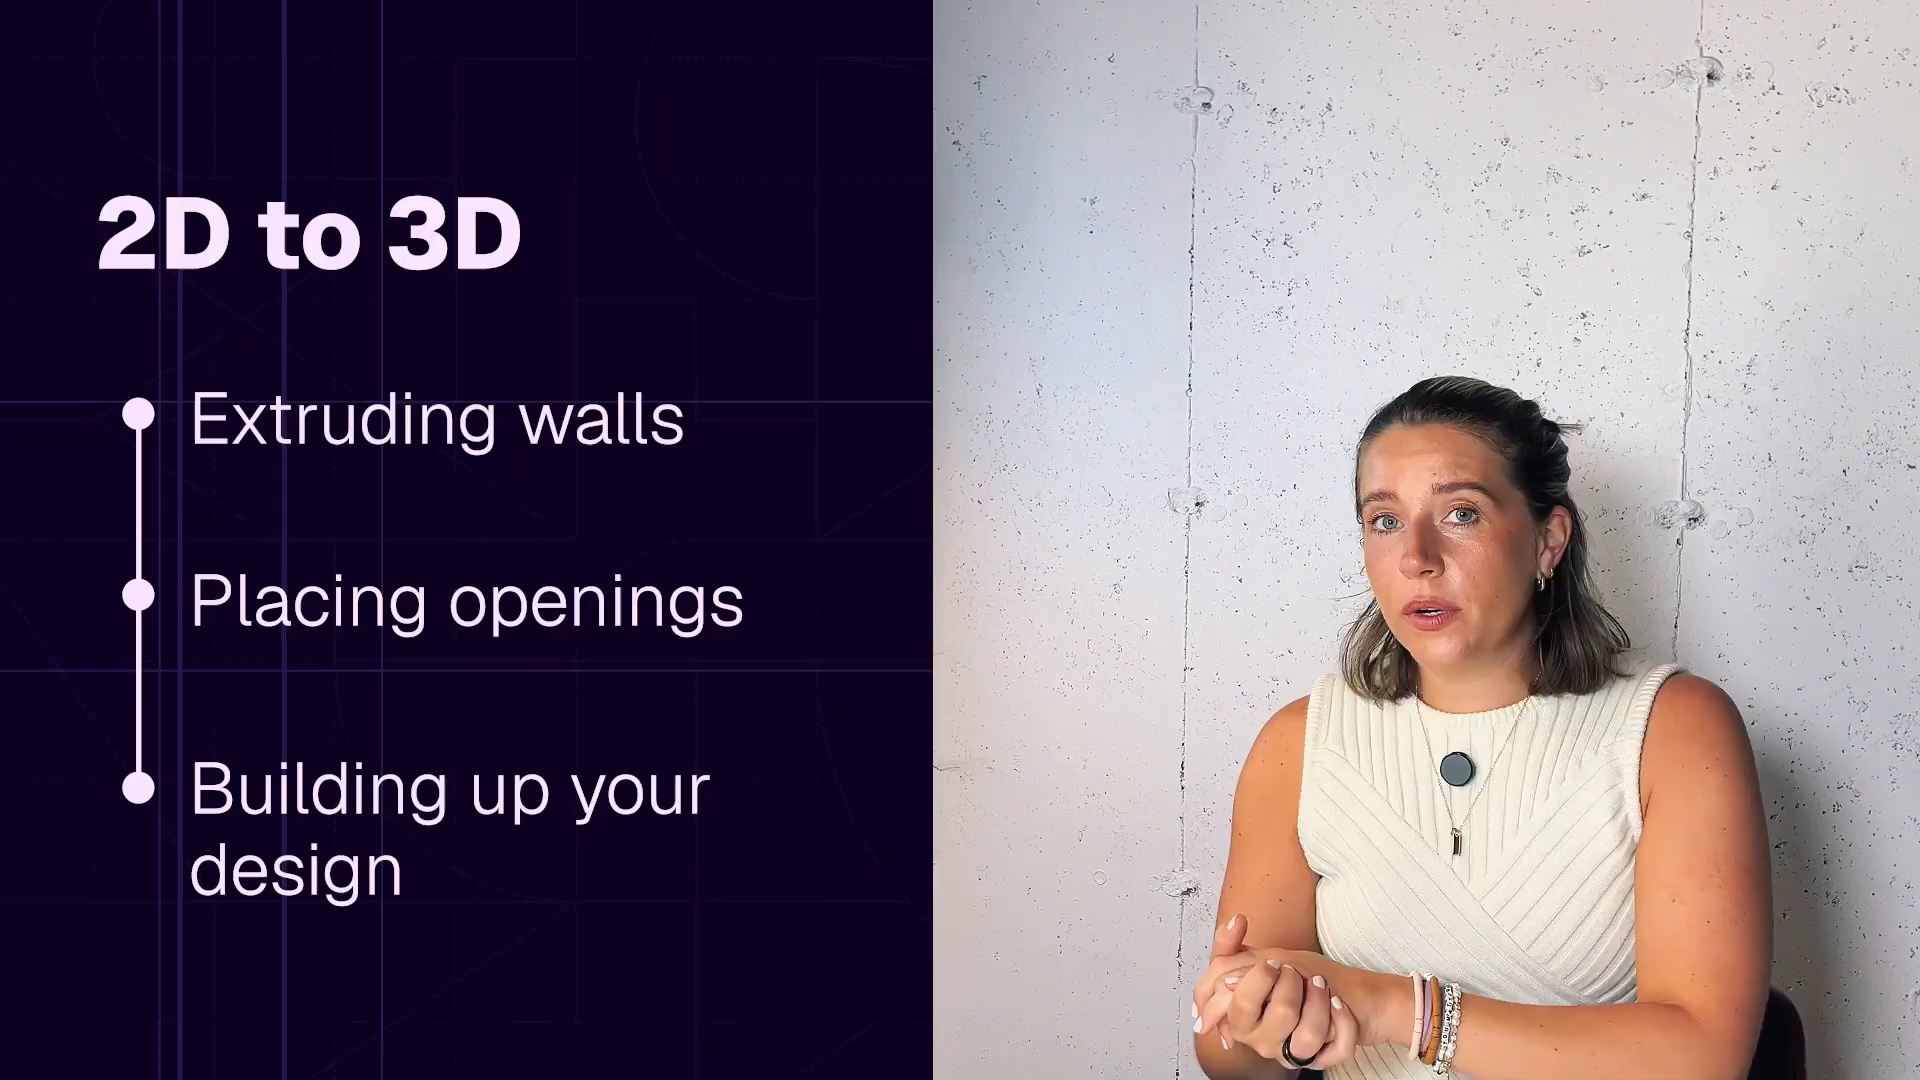 2D to 3D
Extruding walls
Placing openings
Building up your
design